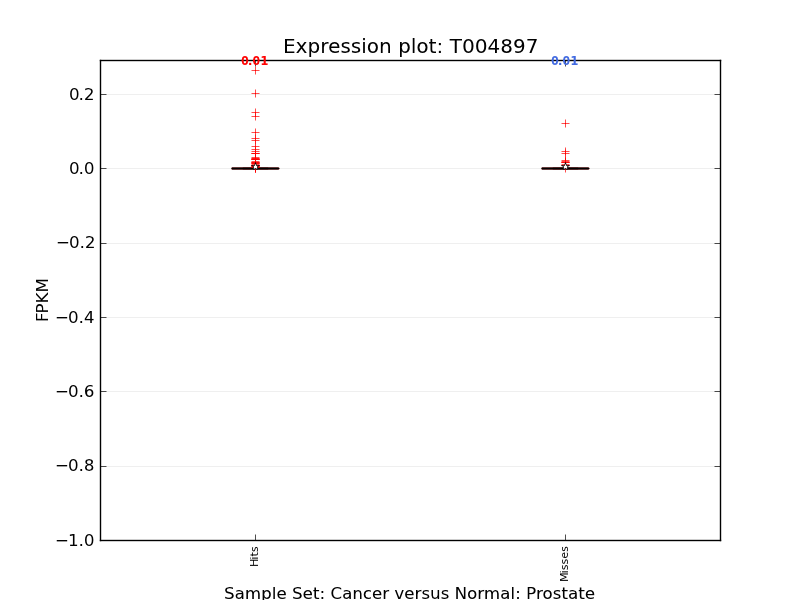 Expression plot: T004897
0.01
0.01
0.2
0.0
−0.2
−0.4
−0.6
−0.8
−1.0
FPKM
Hits
Misses
Sample Set: Cancer versus Normal: Prostate